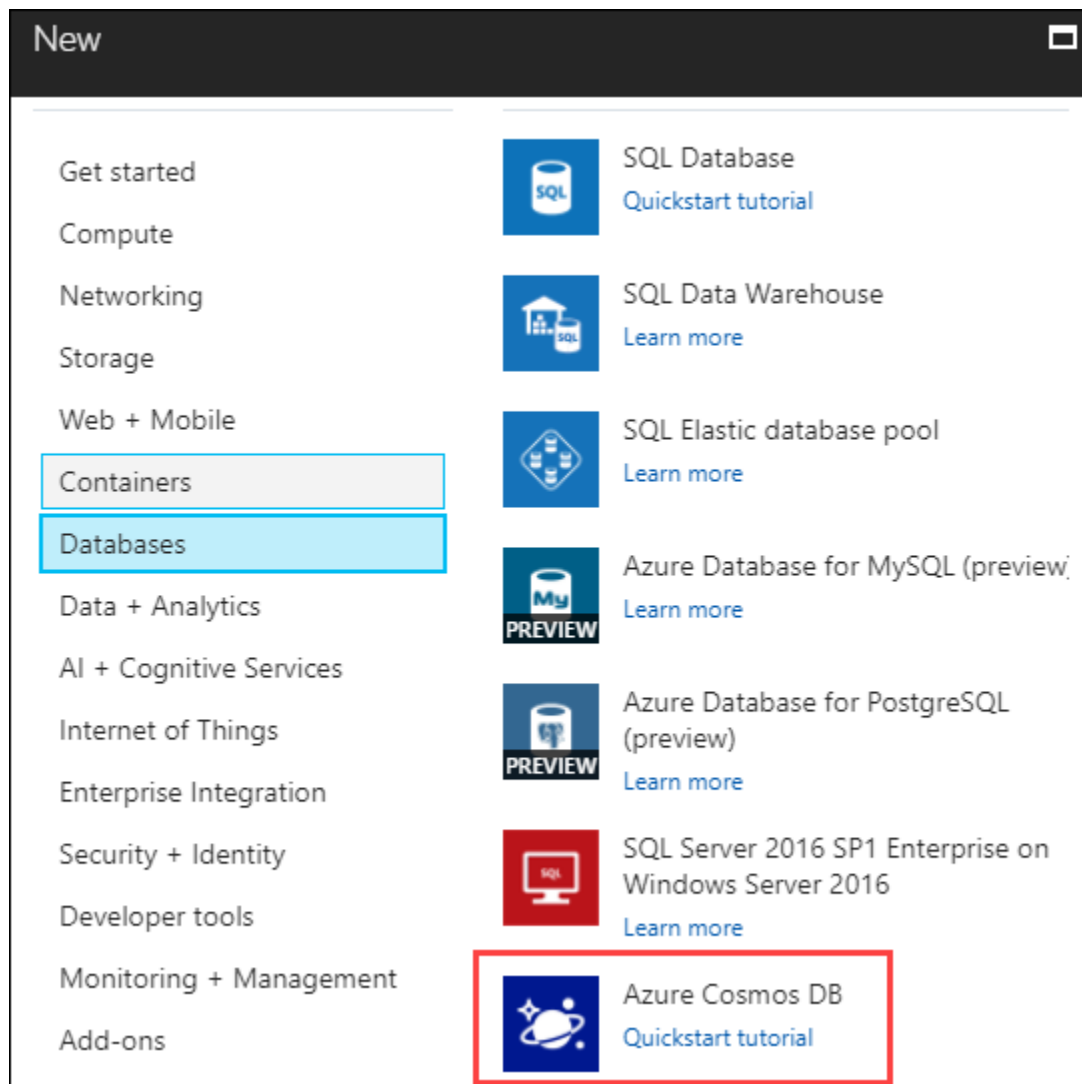 New
Get started
Compute
Networking
Storage
Web + Mobile
Containers
Databases
Data + Analytics
AI + Cognitive Services
Internet of Things
Enterprise Integration
Security + Identity
Developer tools
Monitoring + Management
Add-ons
SQL
SQL Database
Quickstart tutorial
SQL
SQL Data Warehouse
Learn more
SQL Elastic database pool
Learn more
My
PREVIEW
Azure Database for MySQL (preview)
Learn more
PREVIEW
Azure Database for PostgreSQL
(preview)
Learn more
SQL
SQL Server 2016 SP1 Enterprise on
Windows Server 2016
Learn more
Azure Cosmos DB
Quickstart tutorial